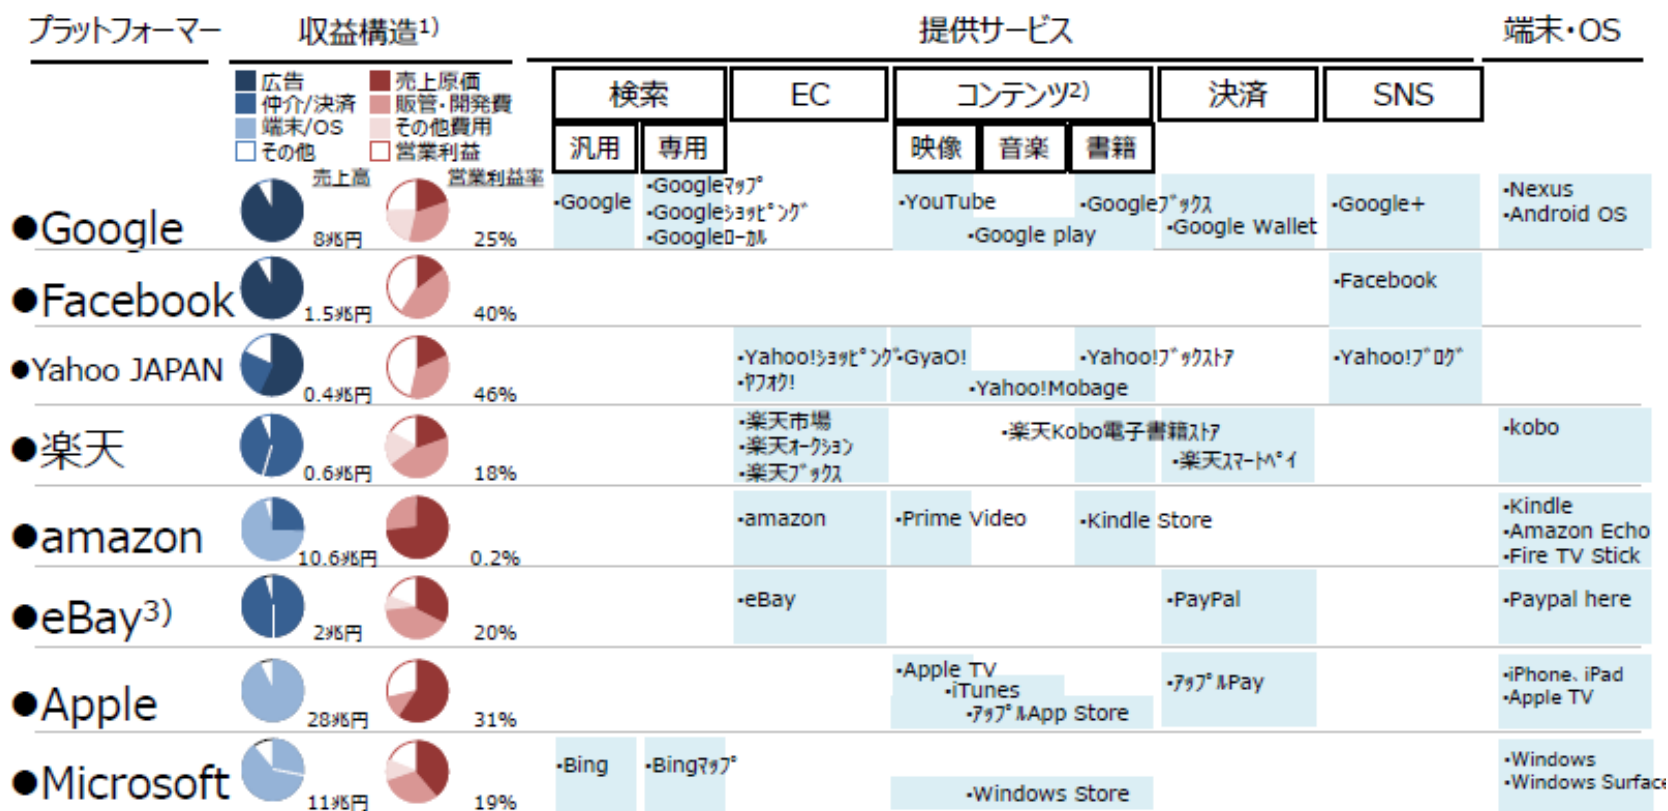 プラットフォーマー 収益構造1) 提供サービス 端末・OS
広告 売上原価
仲介/決済 販管・開発費
端末/OS その他費用
その他 営業利益
検索 EC コンテンツ2) 決済 SNS
汎用 専用 映像 音楽 書籍
売上高 営業利益率
●Google 8兆円 25%
・Google
・Googleマップ
・Googleショッピング
・Googleローカル
・YouTube
・Google play
・Googleブックス
・Google Wallet
・Google+
・Nexus
・Android OS
●Facebook 1.5兆円 40%
・Facebook
●Yahoo JAPAN 0.4兆円 46%
・Yahoo!ショッピング
・ヤフオク!
・GyaO!
・Yahoo!Mobage
・Yahoo!ブックストア
・Yahoo!ブログ
●楽天 0.6兆円 18%
・楽天市場
・楽天オークション
・楽天ブックス
・楽天Kobo電子書籍ストア
・楽天スマートペイ
・kobo
●amazon 10.6兆円 0.2%
・amazon
・Prime Video
・Kindle Store
・Kindle
・Amazon Echo
・Fire TV Stick
●eBay3) 2兆円 20%
・eBay
・PayPal
・Paypal here
●Apple 28兆円 31%
・Apple TV
・iTunes
・アップルApp Store
・アップルPay
・iPhone、iPad
・Apple TV
●Microsoft 11兆円 19%
・Bing
・Bingマップ
・Windows Store
・Windows
・Windows Surface